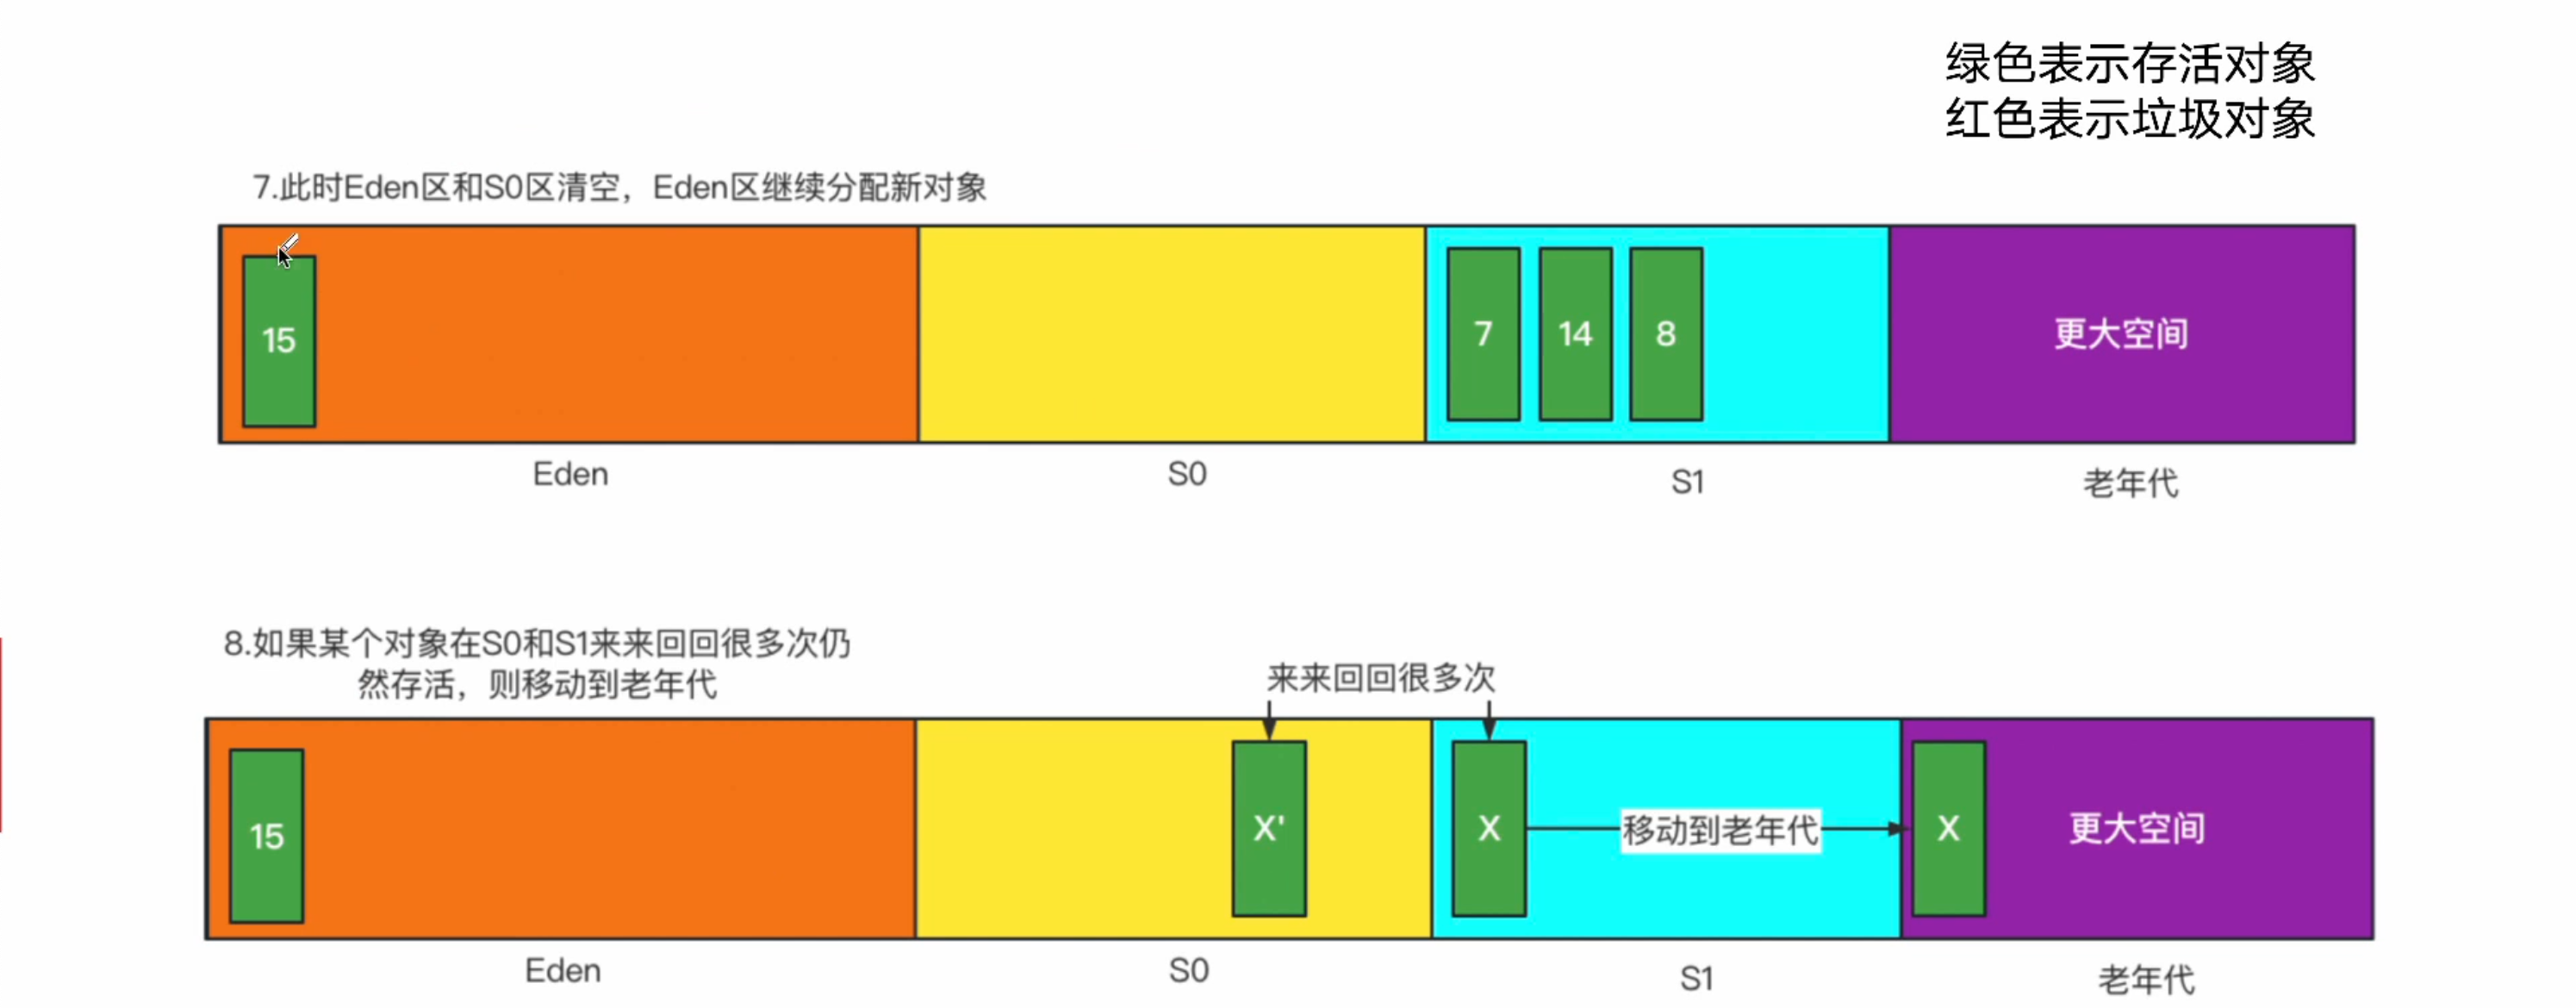 绿色表示存活对象
红色表示垃圾对象
7.此时Eden区和S0区清空，Eden区继续分配新对象
15
7
14
8
更大空间
Eden
S0
S1
老年代
8.如果某个对象在S0和S1来来回回很多次仍
然存活，则移动到老年代
来来回回很多次
15
X'
X
移动到老年代
X
更大空间
Eden
S0
S1
老年代